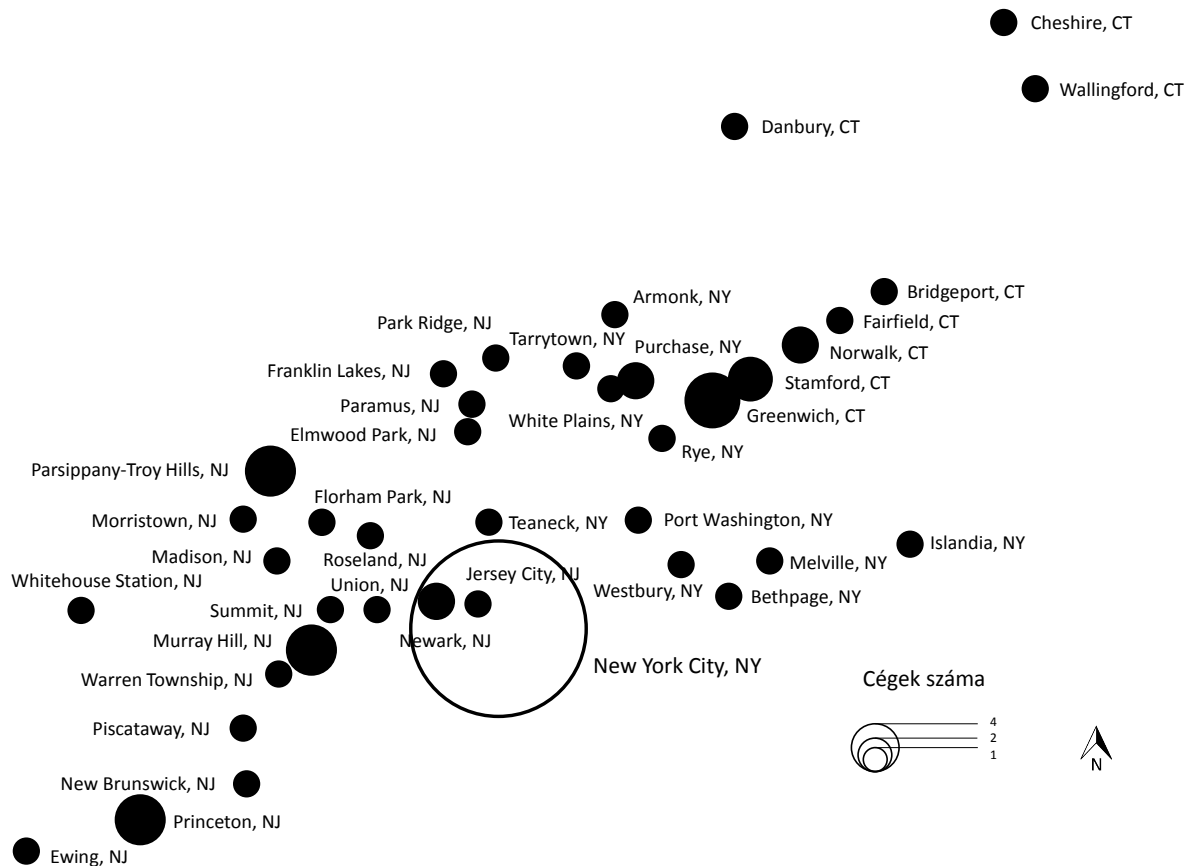 Cheshire, CT
Wallingford, CT
Danbury, CT
Bridgeport, CT
Armonk, NY
Fairfield, CT
Park Ridge, NJ
Tarrytown, NY
Purchase, NY
Norwalk, CT
Franklin Lakes, NJ
Stamford, CT
Paramus, NJ
White Plains, NY
Greenwich, CT
Elmwood Park, NJ
Rye, NY
Parsippany-Troy Hills, NJ
Florham Park, NJ
Morristown, NJ
Teaneck, NY
Port Washington, NY
Islandia, NY
Madison, NJ
Roseland, NJ
Melville, NY
Whitehouse Station, NJ
Jersey City, NJ
Union, NJ
Westbury, NY
Bethpage, NY
Summit, NJ
Murray Hill, NJ
Newark, NJ
New York City, NY
Warren Township, NJ
Cégek száma
Piscataway, NJ
4
2
1
N
New Brunswick, NJ
Princeton, NJ
Ewing, NJ